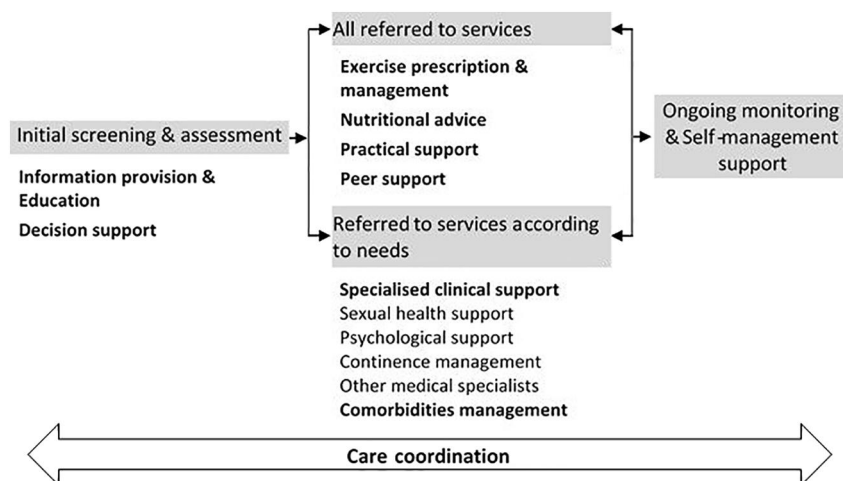 Initial screening & assessment
Information provision &
Education
Decision support
All referred to services
Exercise prescription &
management
Nutritional advice
Practical support
Peer support
Referred to services according
to needs
Specialised clinical support
Sexual health support
Psychological support
Continence management
Other medical specialists
Comorbidities management
Ongoing monitoring
& Self-management
support
Care coordination